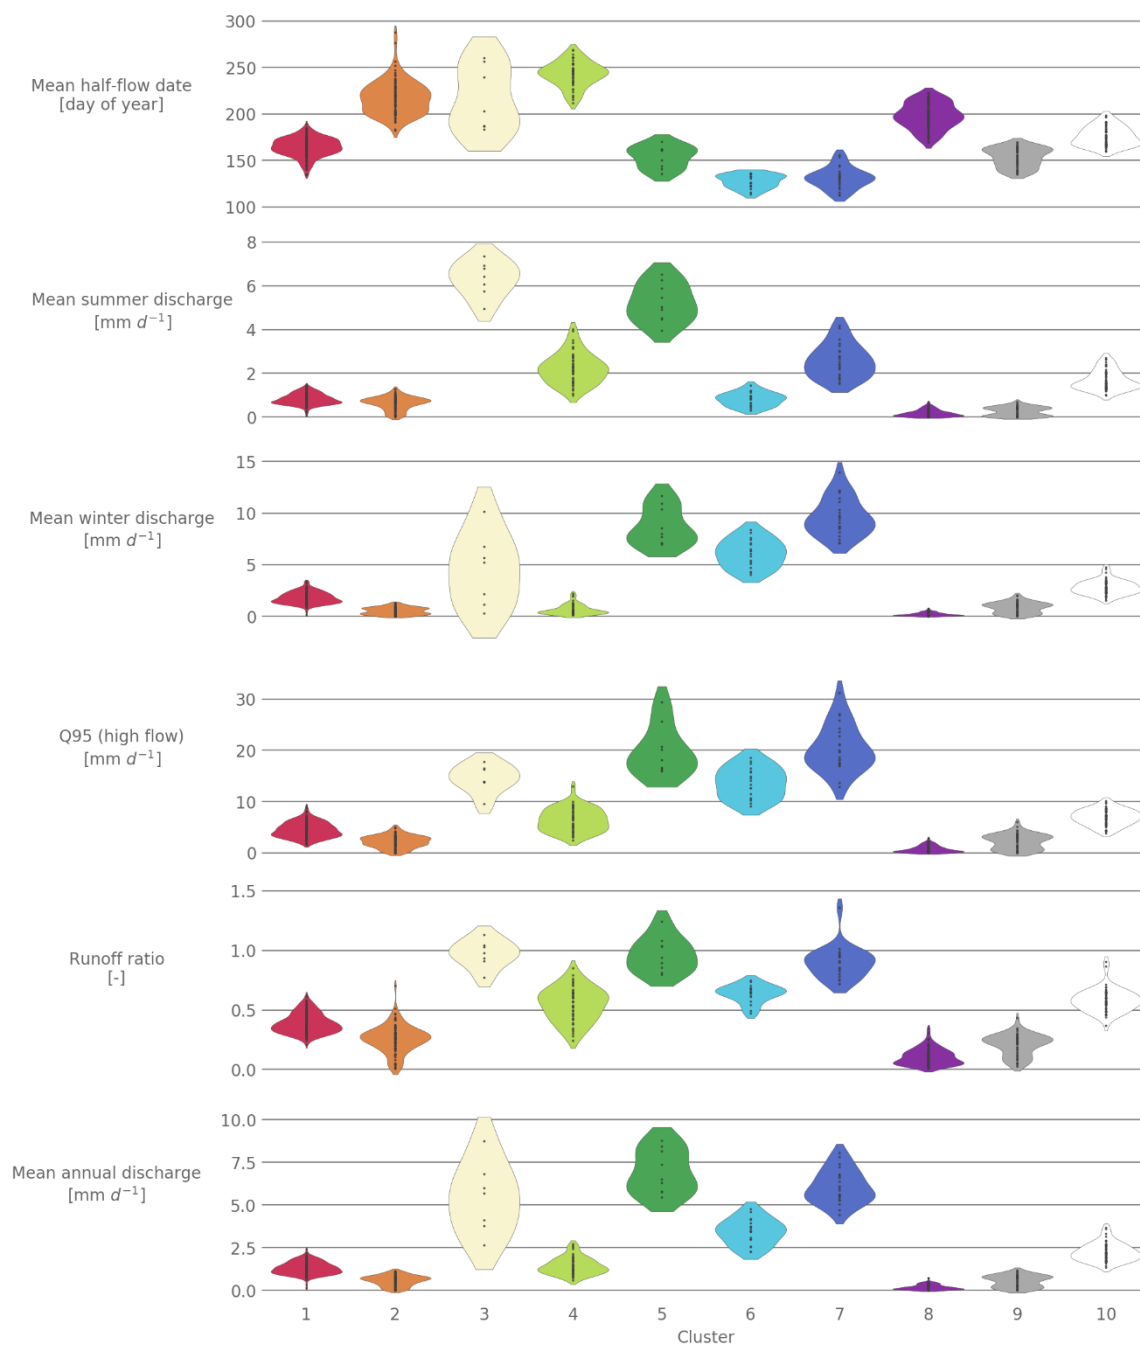 300
250
200
150
100
Mean half-flow date
[day of year]
8
6
4
2
0
Mean summer discharge
[mm d⁻¹]
15
10
5
0
Mean winter discharge
[mm d⁻¹]
30
20
10
0
Q95 (high flow)
[mm d⁻¹]
1.5
1.0
0.5
0.0
Runoff ratio
[-]
10.0
7.5
5.0
2.5
0.0
Mean annual discharge
[mm d⁻¹]
1 2 3 4 5 6 7 8 9 10
Cluster